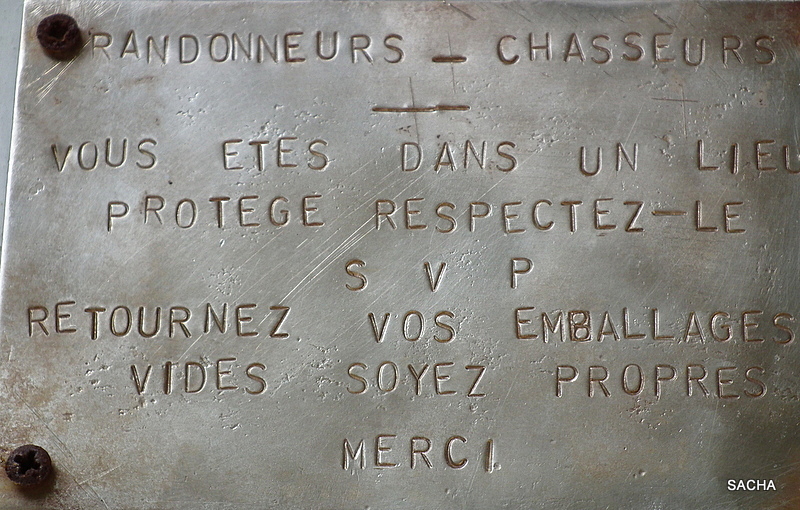 RANDONNEURS - CHASSEURS
VOUS ETES DANS UN LIEU
PROTEGE RESPECTEZ-LE
S V P
RETOURNEZ VOS EMBALLAGES
VIDES SOYEZ PROPRES
MERCI
SACHA